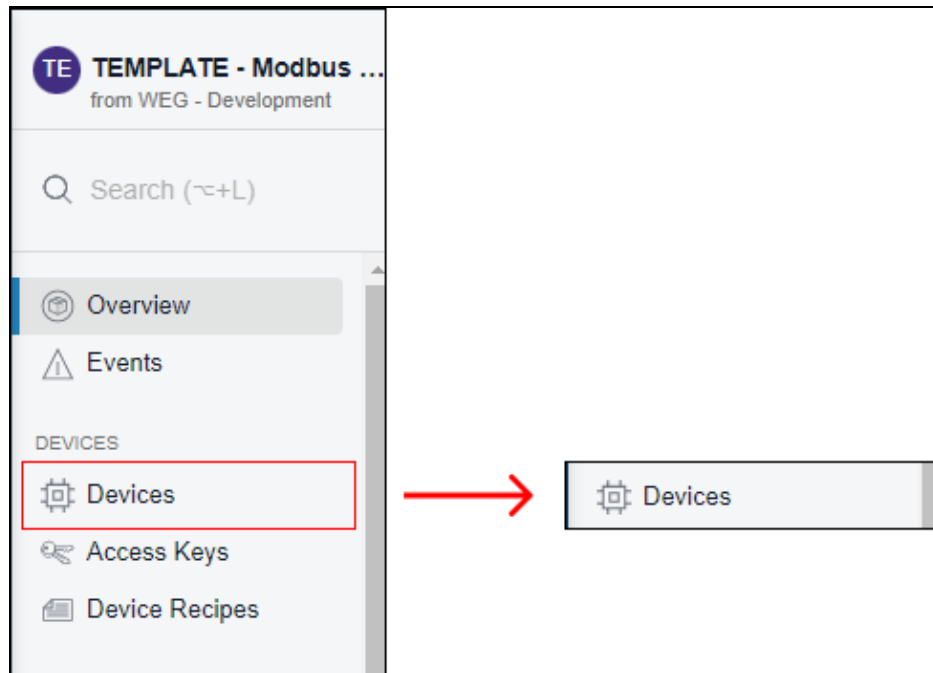 TE TEMPLATE - Modbus ...
from WEG - Development
Search (⌥+L)
Overview
Events
DEVICES
Devices
Devices
Access Keys
Device Recipes